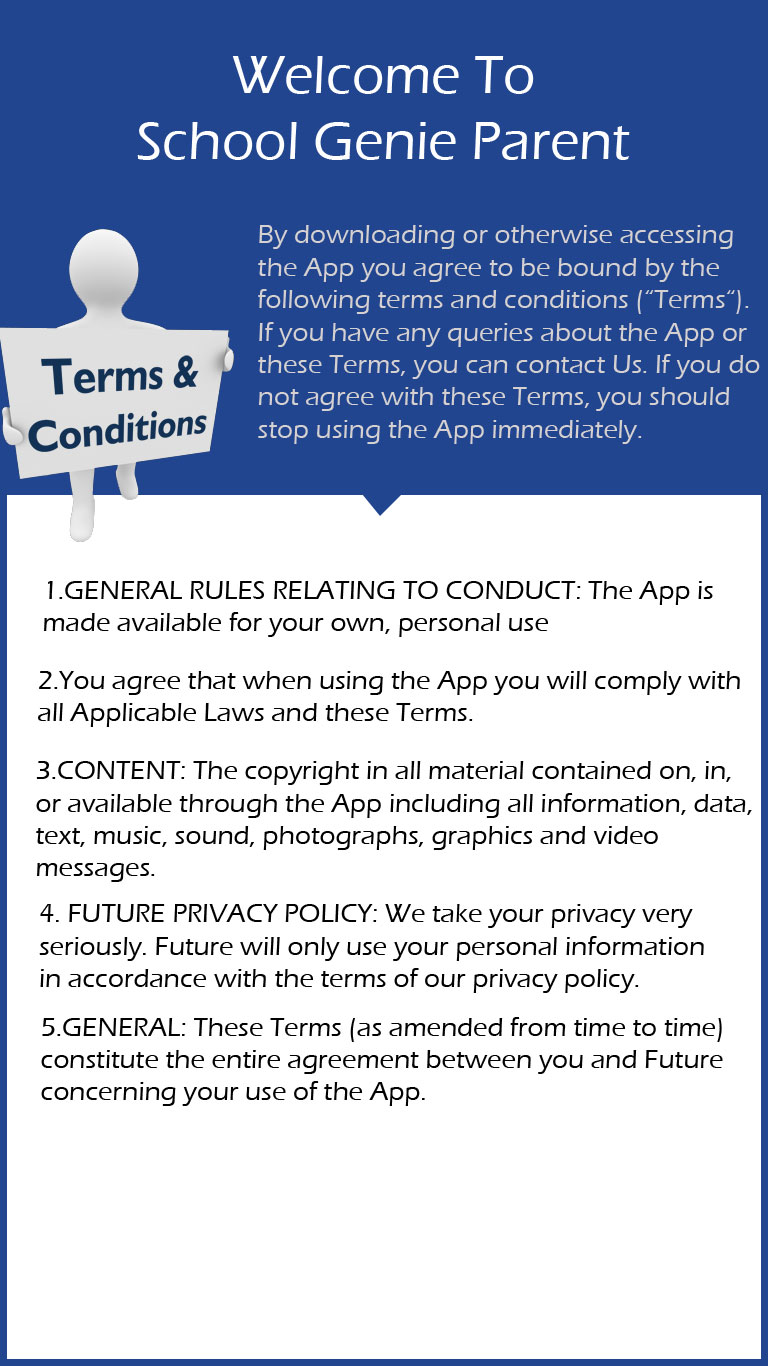 Welcome To
School Genie Parent
By downloading or otherwise accessing
the App you agree to be bound by the
following terms and conditions (“Terms“).
If you have any queries about the App or
these Terms, you can contact Us. If you do
not agree with these Terms, you should
stop using the App immediately.
Terms &
Conditions
1.GENERAL RULES RELATING TO CONDUCT: The App is
made available for your own, personal use
2.You agree that when using the App you will comply with
all Applicable Laws and these Terms.
3.CONTENT: The copyright in all material contained on, in,
or available through the App including all information, data,
text, music, sound, photographs, graphics and video
messages.
4. FUTURE PRIVACY POLICY: We take your privacy very
seriously. Future will only use your personal information
in accordance with the terms of our privacy policy.
5.GENERAL: These Terms (as amended from time to time)
constitute the entire agreement between you and Future
concerning your use of the App.